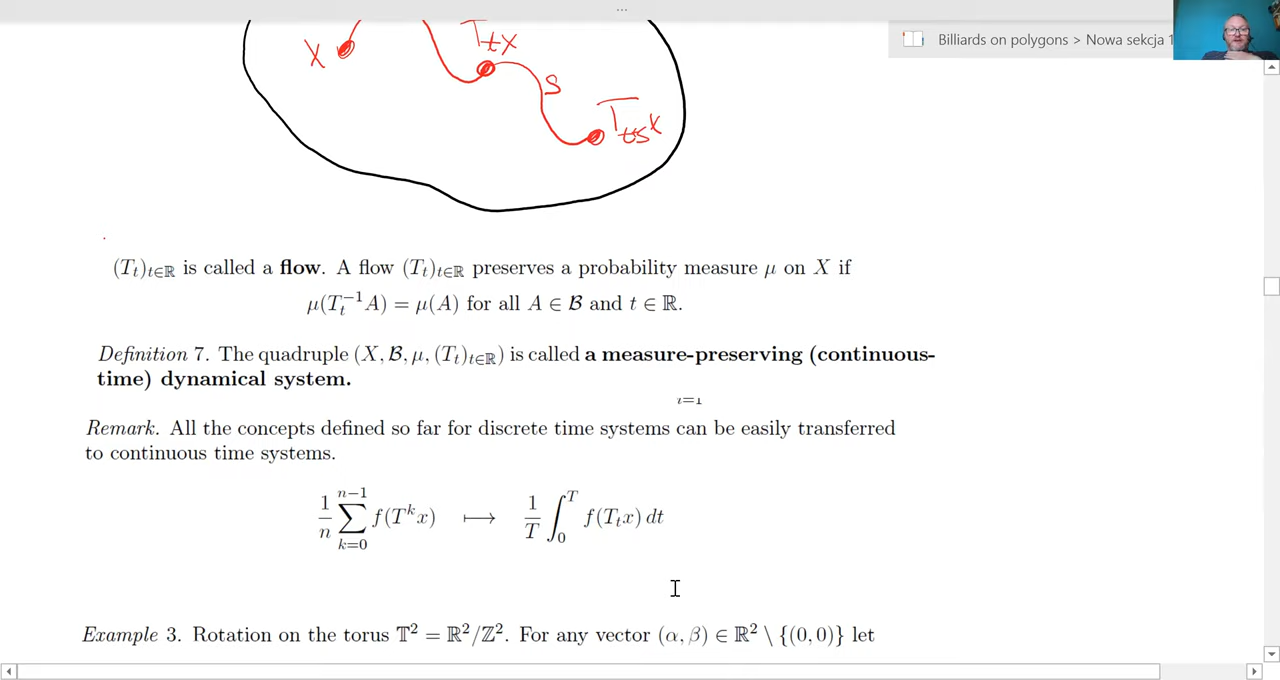 ...
Billiards on polygons > Nowa sekcja 1
X
T_t x
s
T_{t+s} x
(T_t)_{t∈ℝ} is called a flow. A flow (T_t)_{t∈ℝ} preserves a probability measure μ on X if
μ(T_t^{-1}A) = μ(A) for all A ∈ ℬ and t ∈ ℝ.
Definition 7. The quadruple (X, ℬ, μ, (T_t)_{t∈ℝ}) is called a measure-preserving (continuous-
time) dynamical system.
i=1
Remark. All the concepts defined so far for discrete time systems can be easily transferred
to continuous time systems.
1/n ∑_{k=0}^{n−1} f(T^k x) ⟼ 1/T ∫_0^T f(T_t x) dt
Example 3. Rotation on the torus 𝕋² = ℝ²/ℤ². For any vector (α, β) ∈ ℝ² \ {(0, 0)} let